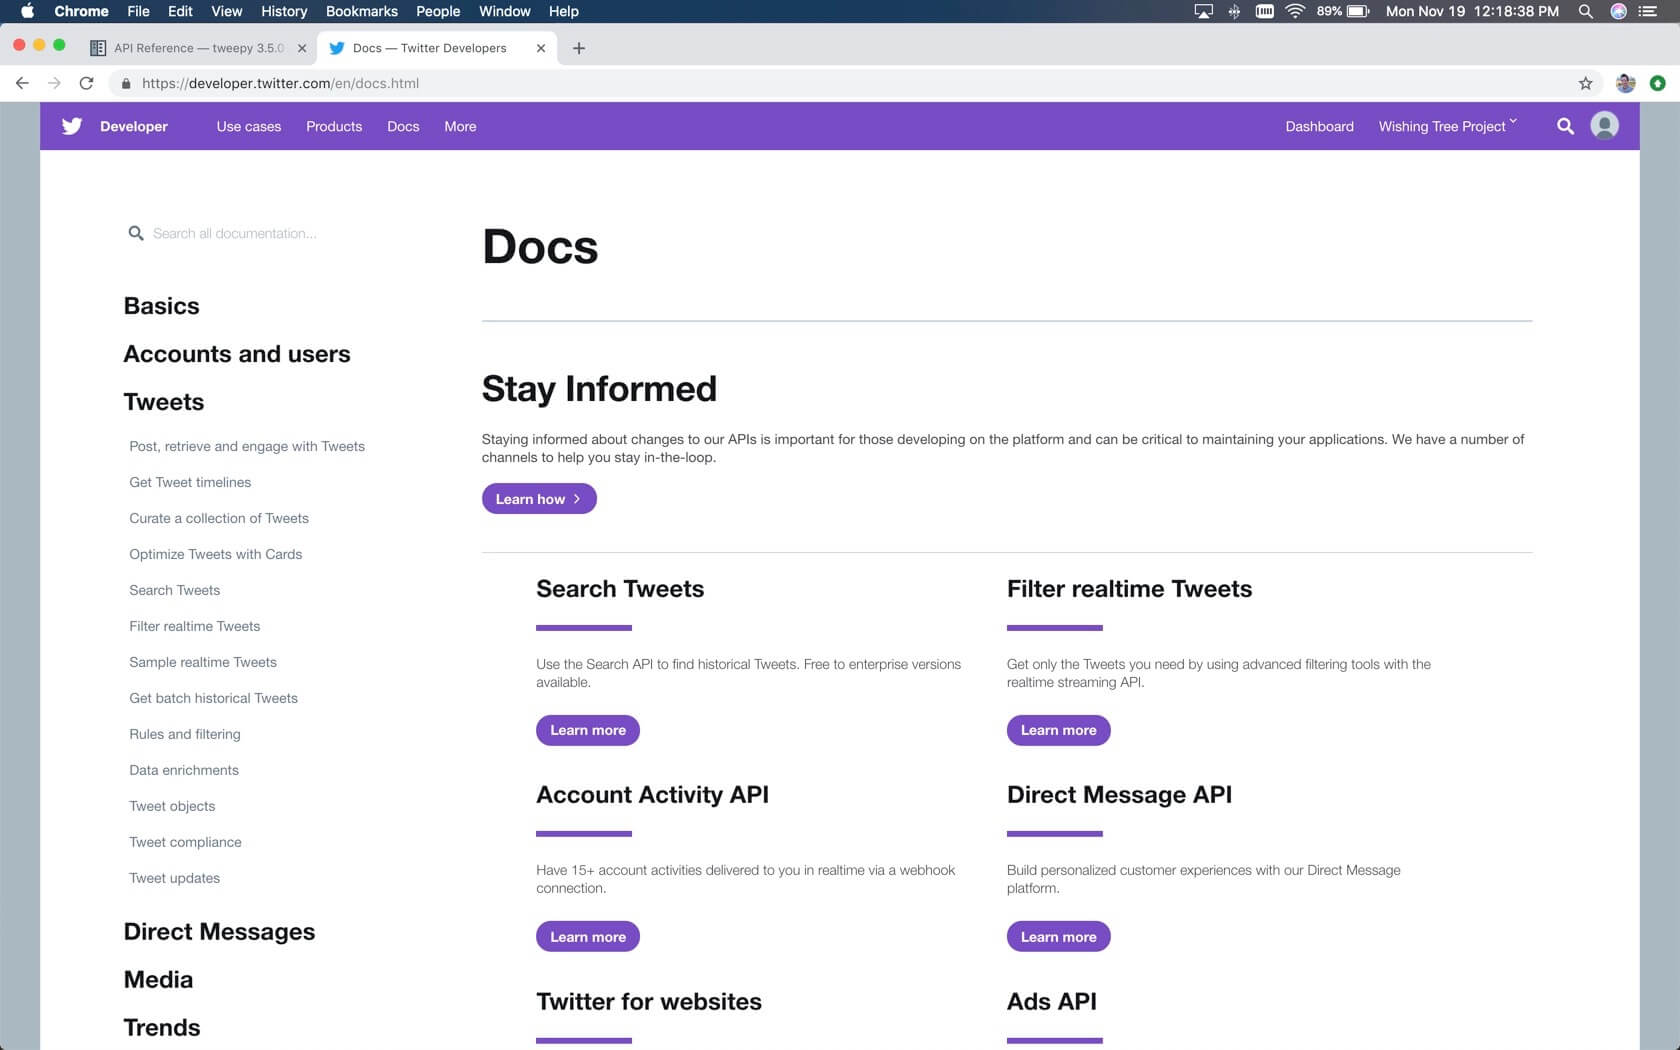 Chrome File Edit View History Bookmarks People Window Help 89% Mon Nov 19 12:18:38 PM
API Reference — tweepy 3.5.0 Docs — Twitter Developers
https://developer.twitter.com/en/docs.html
Developer Use cases Products Docs More Dashboard Wishing Tree Project
Search all documentation...
Basics
Accounts and users
Tweets
Post, retrieve and engage with Tweets
Get Tweet timelines
Curate a collection of Tweets
Optimize Tweets with Cards
Search Tweets
Filter realtime Tweets
Sample realtime Tweets
Get batch historical Tweets
Rules and filtering
Data enrichments
Tweet objects
Tweet compliance
Tweet updates
Direct Messages
Media
Trends
Docs
Stay Informed
Staying informed about changes to our APIs is important for those developing on the platform and can be critical to maintaining your applications. We have a number of
channels to help you stay in-the-loop.
Learn how
Search Tweets
Use the Search API to find historical Tweets. Free to enterprise versions
available.
Learn more
Filter realtime Tweets
Get only the Tweets you need by using advanced filtering tools with the
realtime streaming API.
Learn more
Account Activity API
Have 15+ account activities delivered to you in realtime via a webhook
connection.
Learn more
Direct Message API
Build personalized customer experiences with our Direct Message
platform.
Learn more
Twitter for websites
Ads API